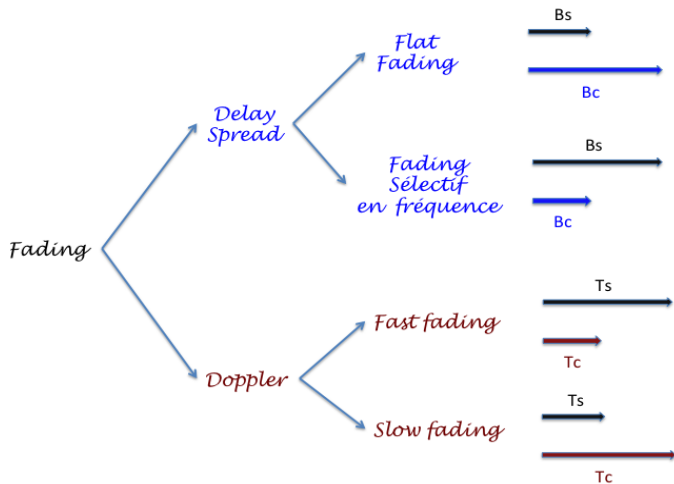 Bs
Flat
Fading
Bc
Delay
Spread
Bs
Fading
Sélectif
en fréquence
Bc
Fading
Ts
Fast fading
Tc
Doppler
Ts
Slow fading
Tc